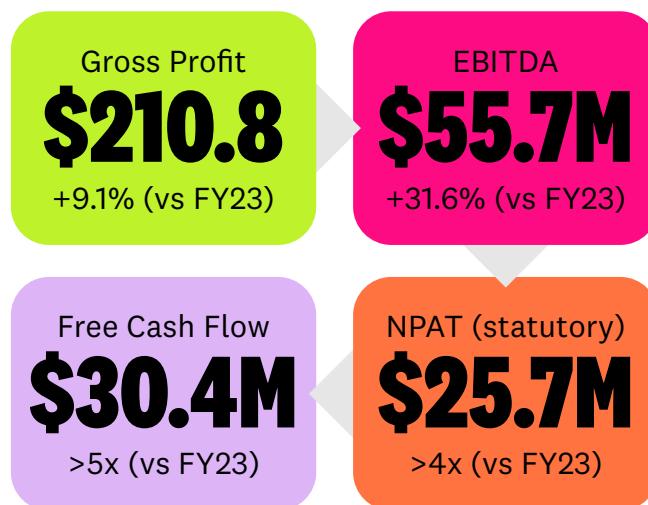 Gross Profit
$210.8
+9.1% (vs FY23)
EBITDA
$55.7M
+31.6% (vs FY23)
Free Cash Flow
$30.4M
>5x (vs FY23)
NPAT (statutory)
$25.7M
>4x (vs FY23)